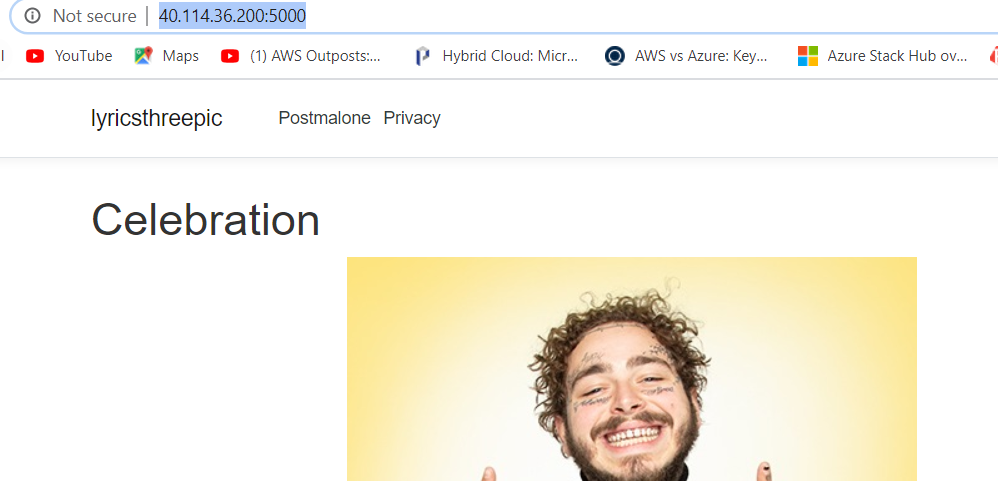 Not secure | 40.114.36.200:5000
l YouTube Maps (1) AWS Outposts:... Hybrid Cloud: Micr... AWS vs Azure: Key... Azure Stack Hub ov...
lyricsthreepic Postmalone Privacy
Celebration